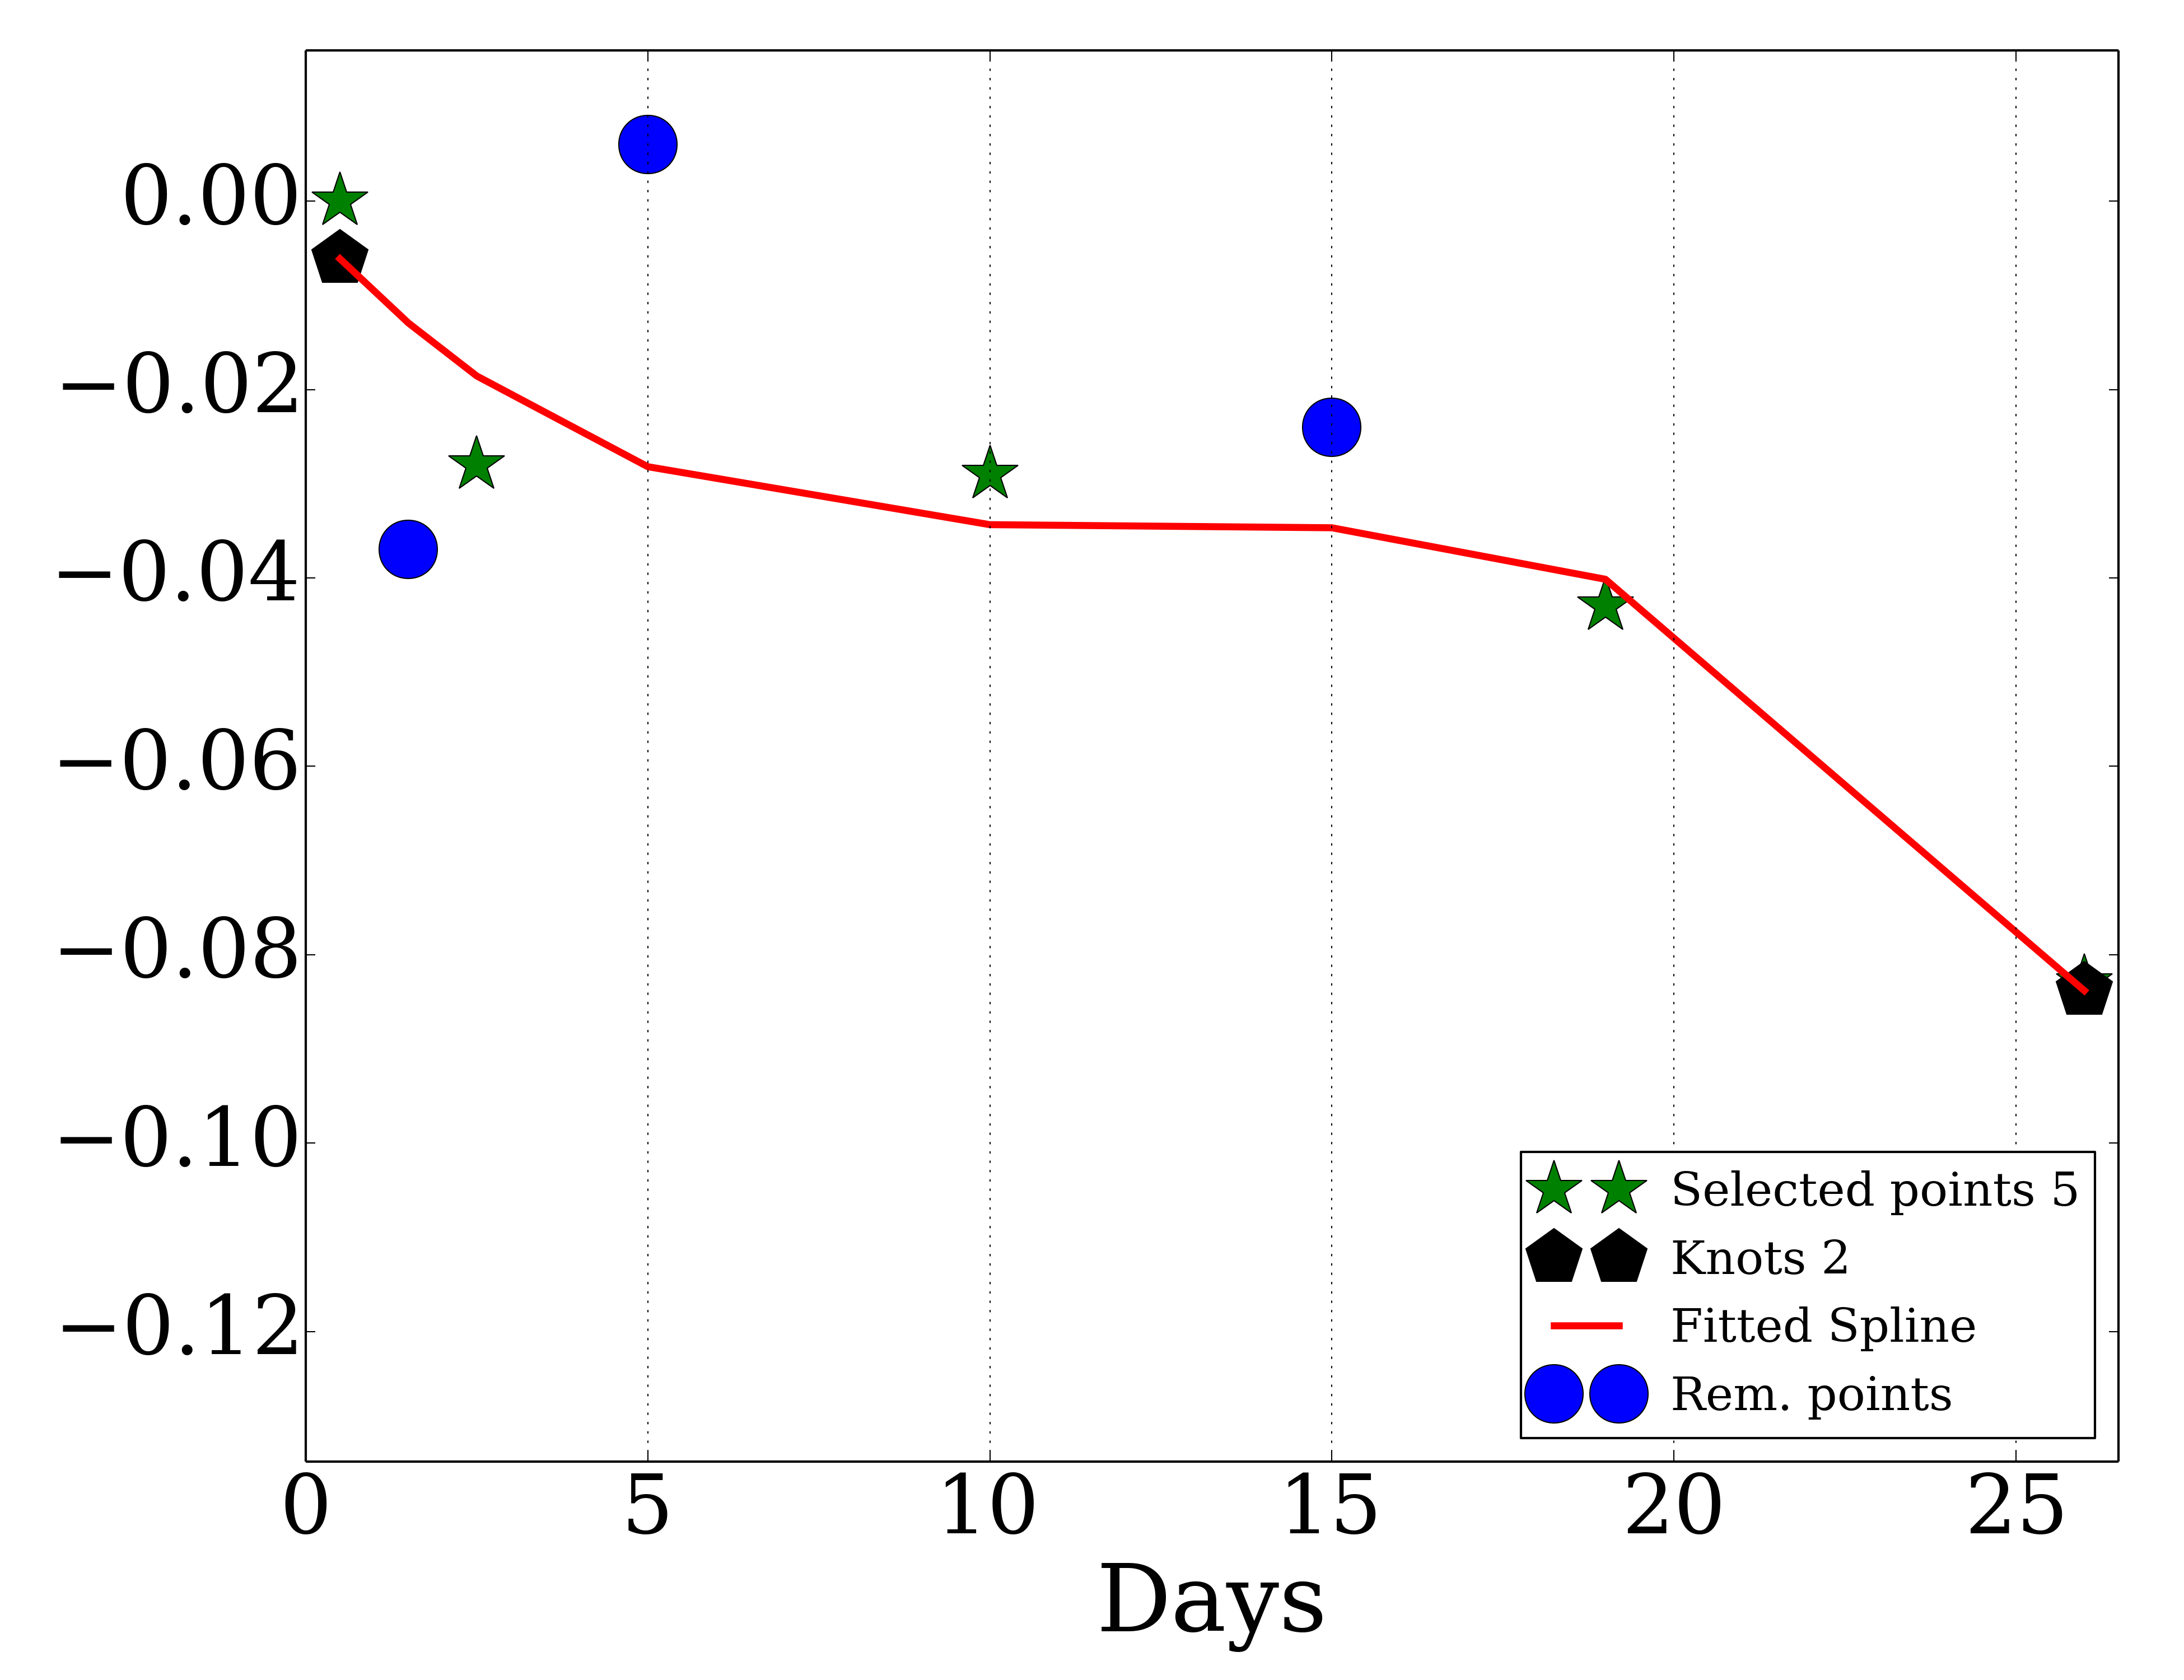 0.00
−0.02
−0.04
−0.06
−0.08
−0.10
−0.12
Selected points 5
Knots 2
Fitted Spline
Rem. points
0 5 10 15 20 25
Days